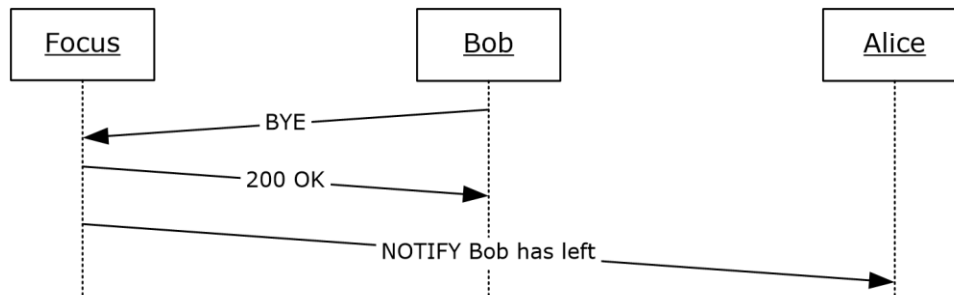 Focus
Bob
Alice
BYE
200 OK
NOTIFY Bob has left